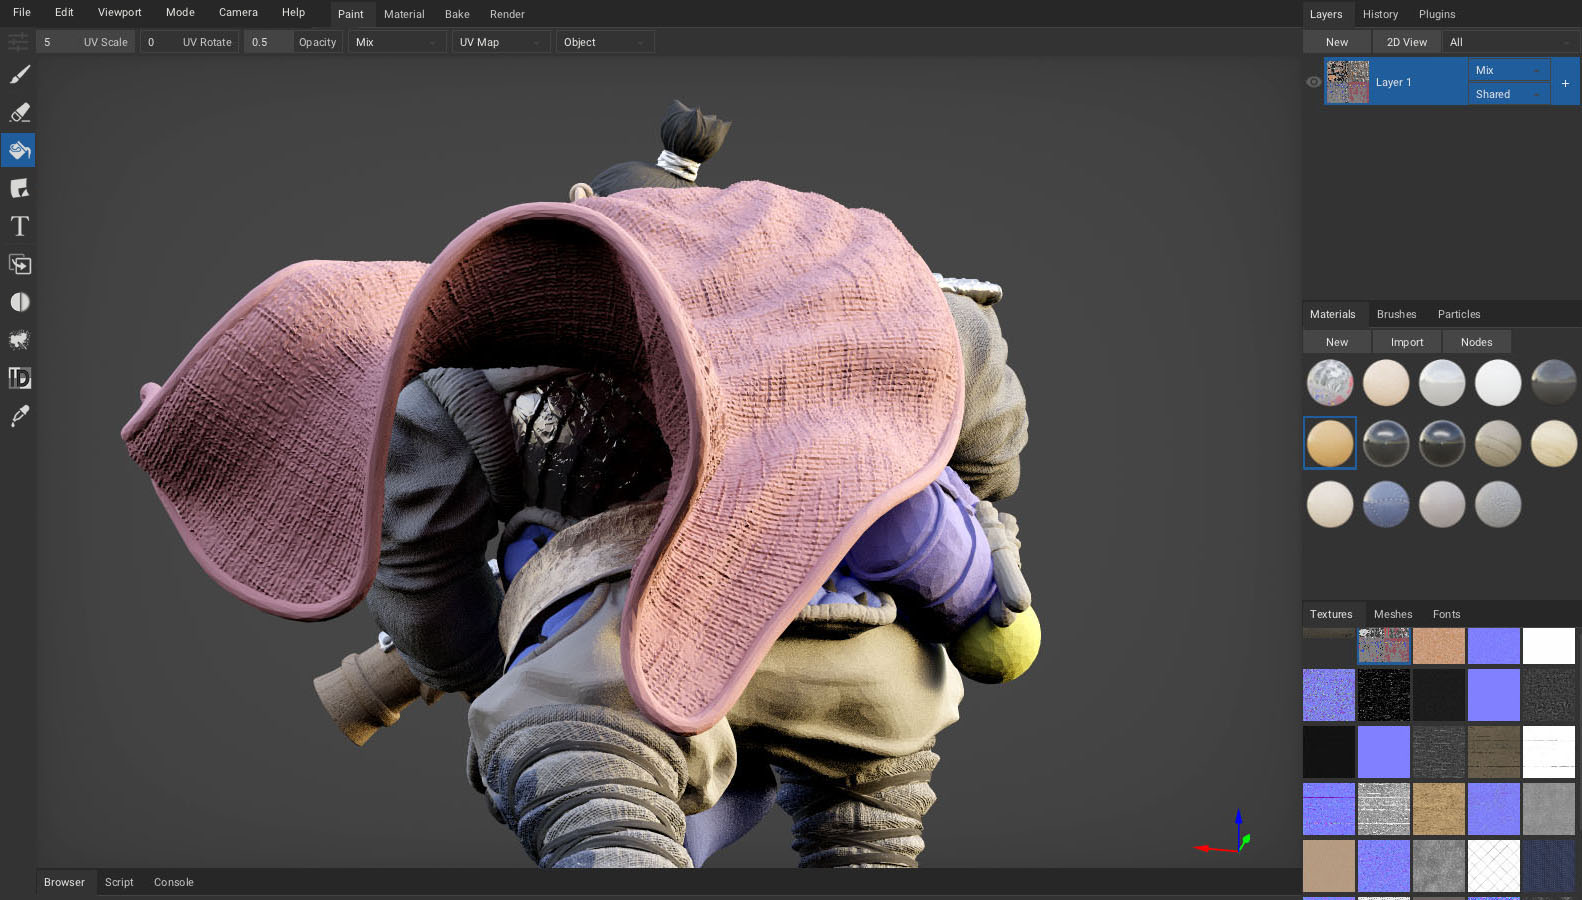 File Edit Viewport Mode Camera Help Paint Material Bake Render
5 UV Scale 0 UV Rotate 0.5 Opacity Mix UV Map Object
T
ID
Browser Script Console
Layers History Plugins
New 2D View All
Layer 1 Mix +
Shared
Materials Brushes Particles
New Import Nodes
Textures Meshes Fonts